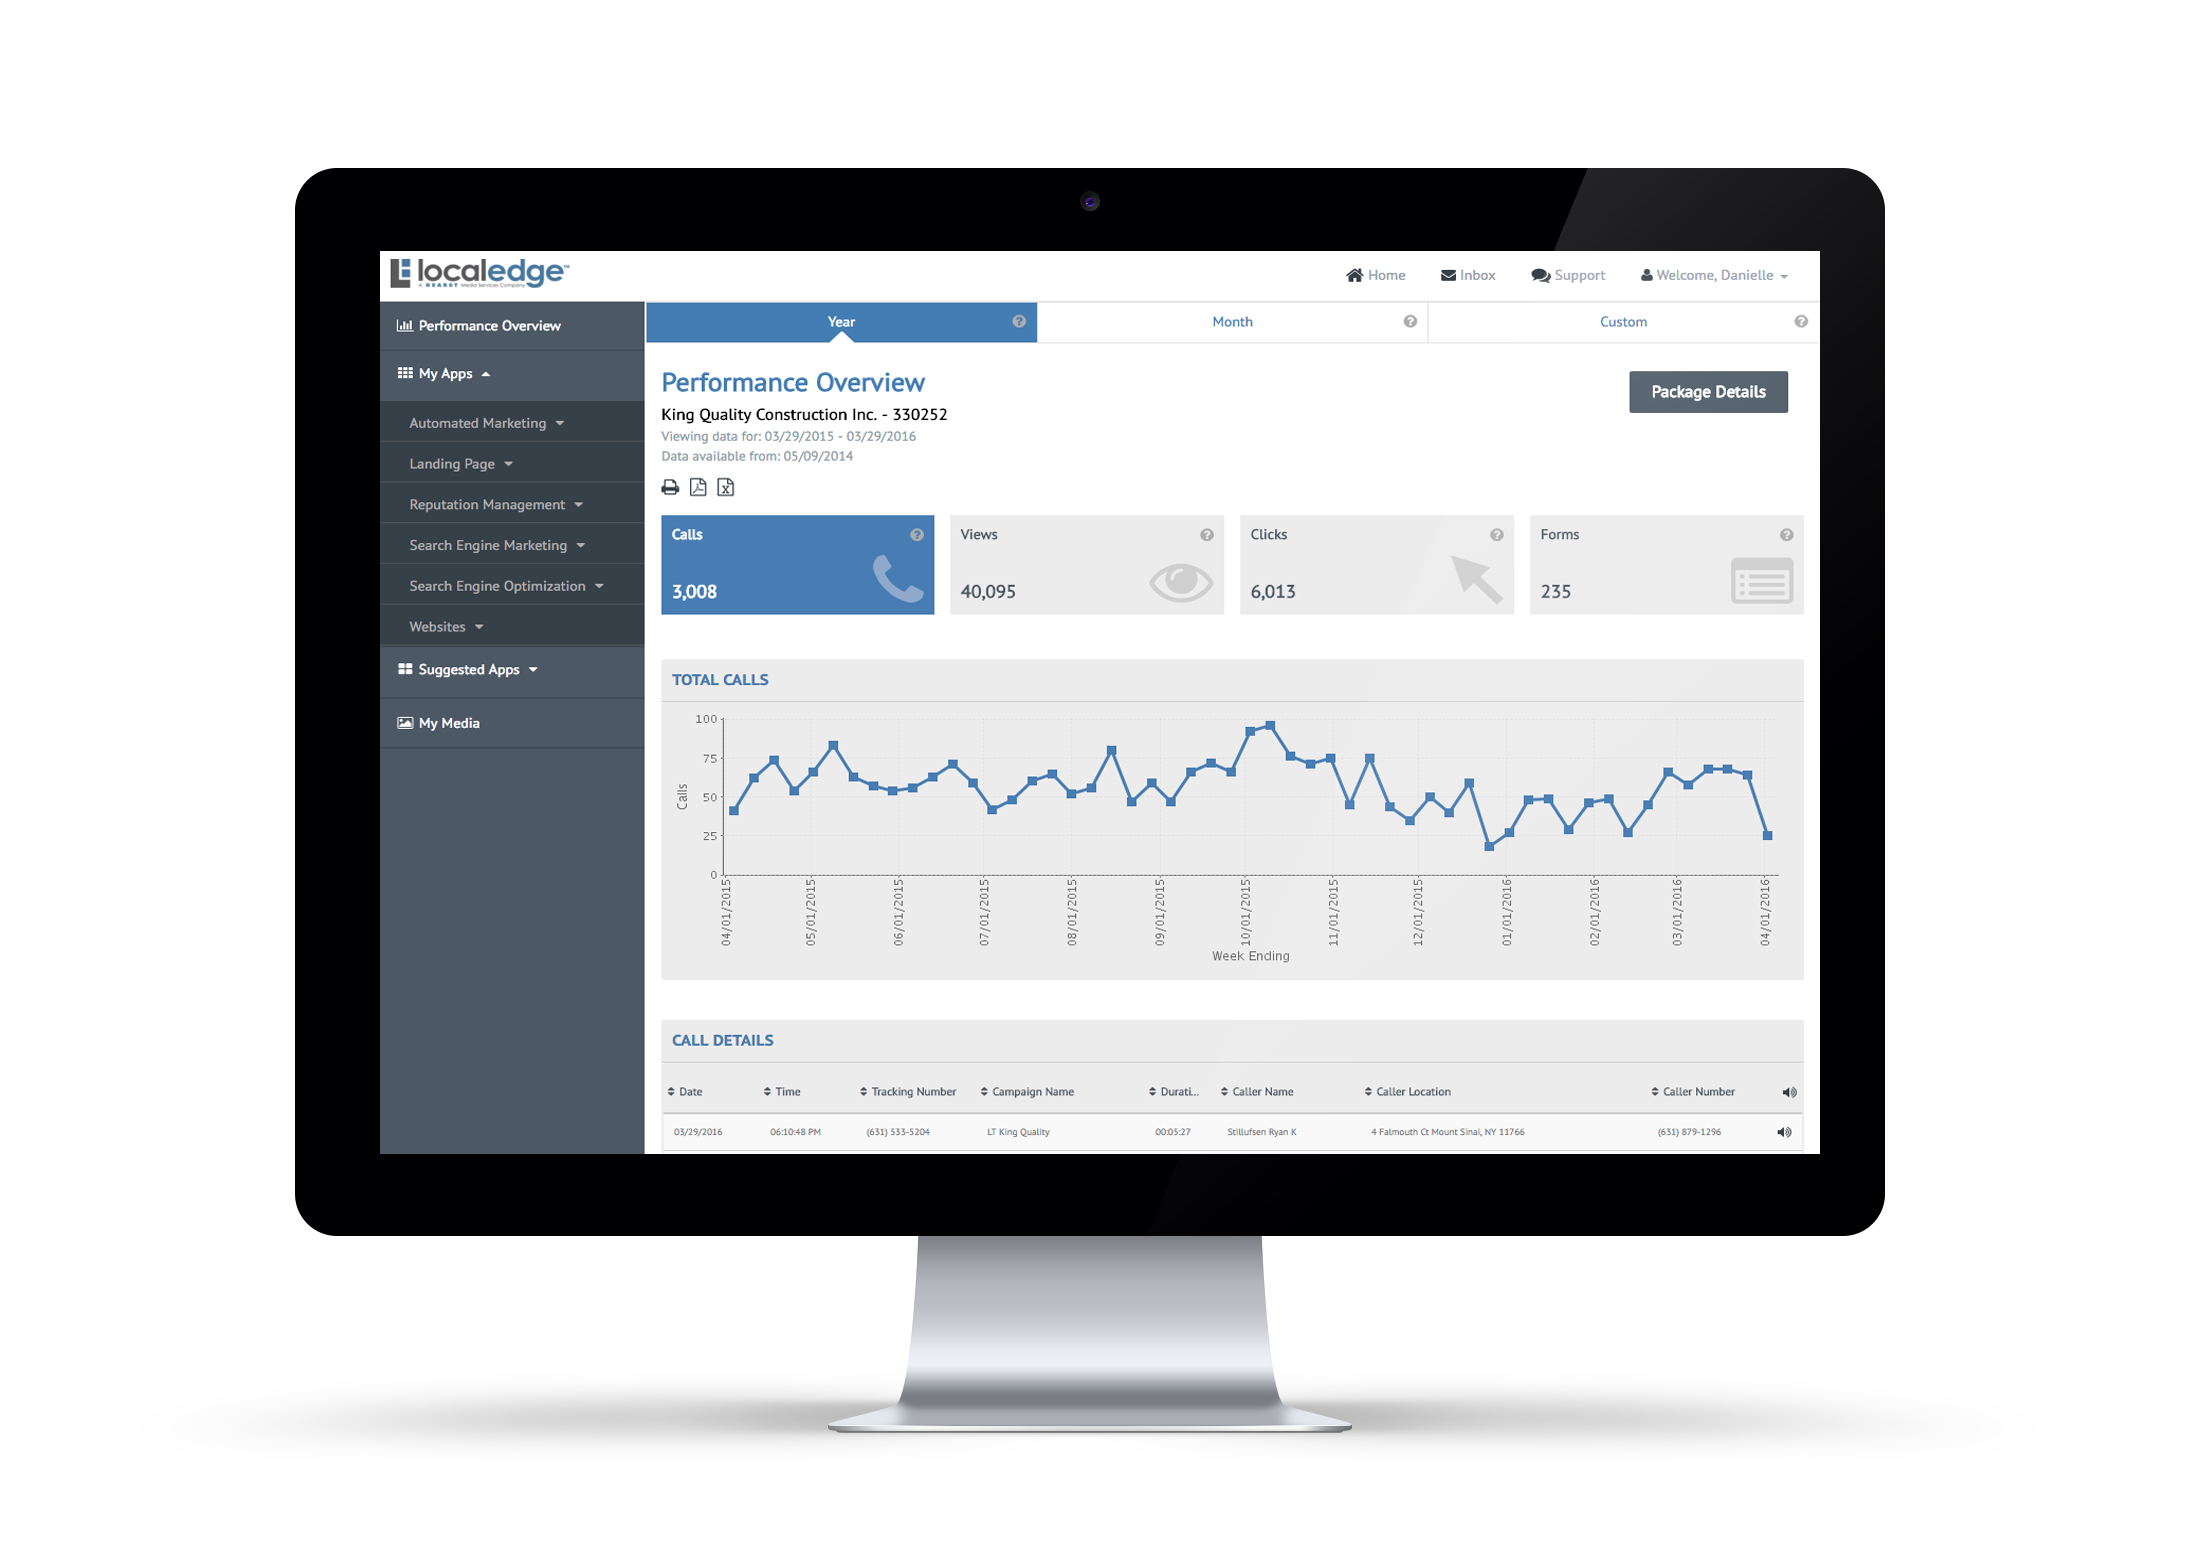 localedge™
A HEARST Media Services Company
Home Inbox Support Welcome, Danielle
Performance Overview
My Apps
Automated Marketing
Landing Page
Reputation Management
Search Engine Marketing
Search Engine Optimization
Websites
Suggested Apps
My Media
Year ? Month ? Custom ?
Performance Overview
Package Details
King Quality Construction Inc. - 330252
Viewing data for: 03/29/2015 - 03/29/2016
Data available from: 05/09/2014
Calls ? Views ? Clicks ? Forms ?
3,008 40,095 6,013 235
TOTAL CALLS
100
75
50
25
0
Calls
04/01/2015 05/01/2015 06/01/2015 07/01/2015 08/01/2015 09/01/2015 10/01/2015 11/01/2015 12/01/2015 01/01/2016 02/01/2016 03/01/2016 04/01/2016
Week Ending
CALL DETAILS
Date Time Tracking Number Campaign Name Durati... Caller Name Caller Location Caller Number
03/29/2016 06:10:48 PM (631) 533-5204 LT King Quality 00:05:27 Stillufsen Ryan K 4 Falmouth Ct Mount Sinai, NY 11766 (631) 879-1296